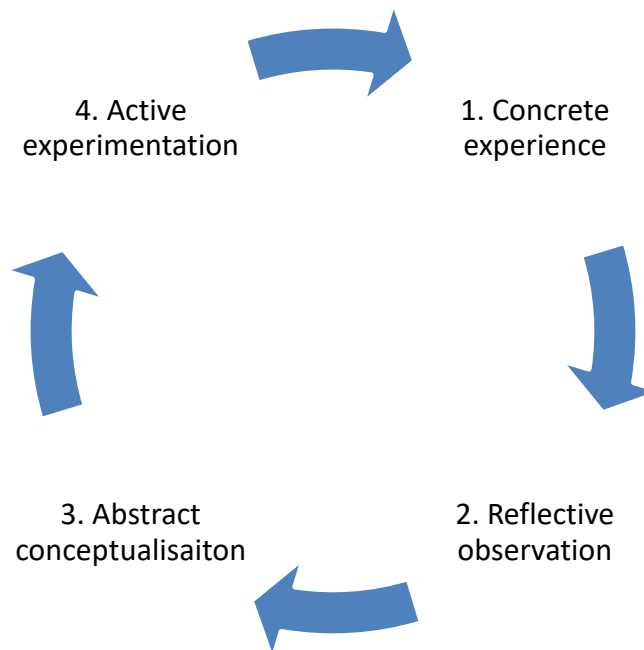 4. Active
experimentation
1. Concrete
experience
3. Abstract
conceptualisaiton
2. Reflective
observation